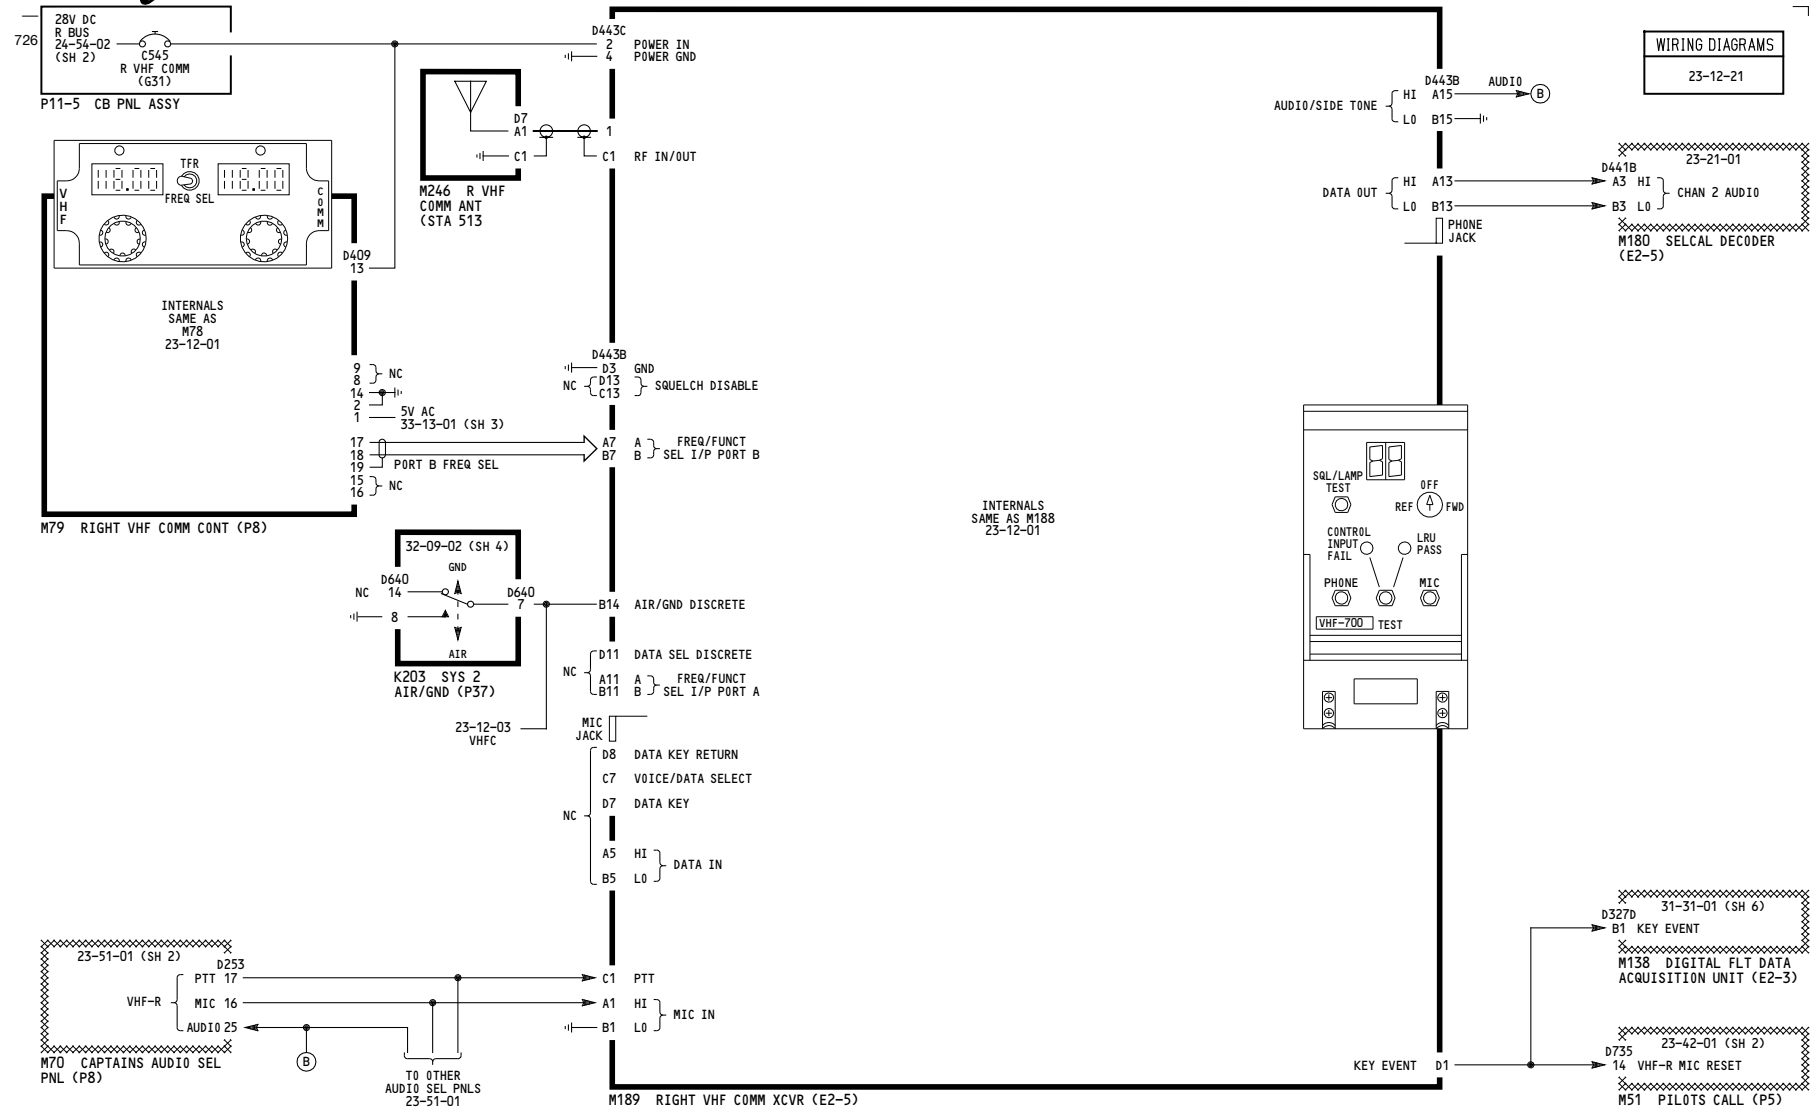 726
28V DC
R BUS
24-54-02
(SH 2)
C545
R VHF COMM
(G31)
P11-5 CB PNL ASSY
D443C
2 POWER IN
4 POWER GND
D7
A1
C1
1
C1 RF IN/OUT
M246 R VHF
COMM ANT
(STA 513
WIRING DIAGRAMS
23-12-21
D443B
AUDIO
AUDIO/SIDE TONE
HI A15
B
LO B15
DATA OUT
HI A13
LO B13
PHONE
JACK
23-21-01
D441B
A3 HI
B3 LO
CHAN 2 AUDIO
M180 SELCAL DECODER
(E2-5)
VHF
118.00
TFR
FREQ SEL
118.00
COMM
D409
13
INTERNALS
SAME AS
M78
23-12-01
9
8
NC
14
2
1
5V AC
33-13-01 (SH 3)
17
18
19
PORT B FREQ SEL
15
16
NC
M79 RIGHT VHF COMM CONT (P8)
D443B
D3 GND
NC
D13
C13
SQUELCH DISABLE
A7 A
B7 B
FREQ/FUNCT
SEL I/P PORT B
INTERNALS
SAME AS M188
23-12-01
SQL/LAMP
TEST
OFF
REF
FWD
CONTROL
INPUT
FAIL
LRU
PASS
PHONE
MIC
VHF-700 TEST
32-09-02 (SH 4)
GND
D640
NC 14
8
D640
7
AIR
K203 SYS 2
AIR/GND (P37)
B14 AIR/GND DISCRETE
23-12-03
VHFC
NC
D11 DATA SEL DISCRETE
A11 A
B11 B
FREQ/FUNCT
SEL I/P PORT A
MIC
JACK
D8 DATA KEY RETURN
C7 VOICE/DATA SELECT
D7 DATA KEY
NC
A5 HI
B5 LO
DATA IN
23-51-01 (SH 2)
D253
VHF-R
PTT 17
MIC 16
AUDIO 25
M70 CAPTAINS AUDIO SEL
PNL (P8)
B
TO OTHER
AUDIO SEL PNLS
23-51-01
C1 PTT
A1 HI
B1 LO
MIC IN
M189 RIGHT VHF COMM XCVR (E2-5)
KEY EVENT D1
31-31-01 (SH 6)
D327D
B1 KEY EVENT
M138 DIGITAL FLT DATA
ACQUISITION UNIT (E2-3)
23-42-01 (SH 2)
D735
14 VHF-R MIC RESET
M51 PILOTS CALL (P5)